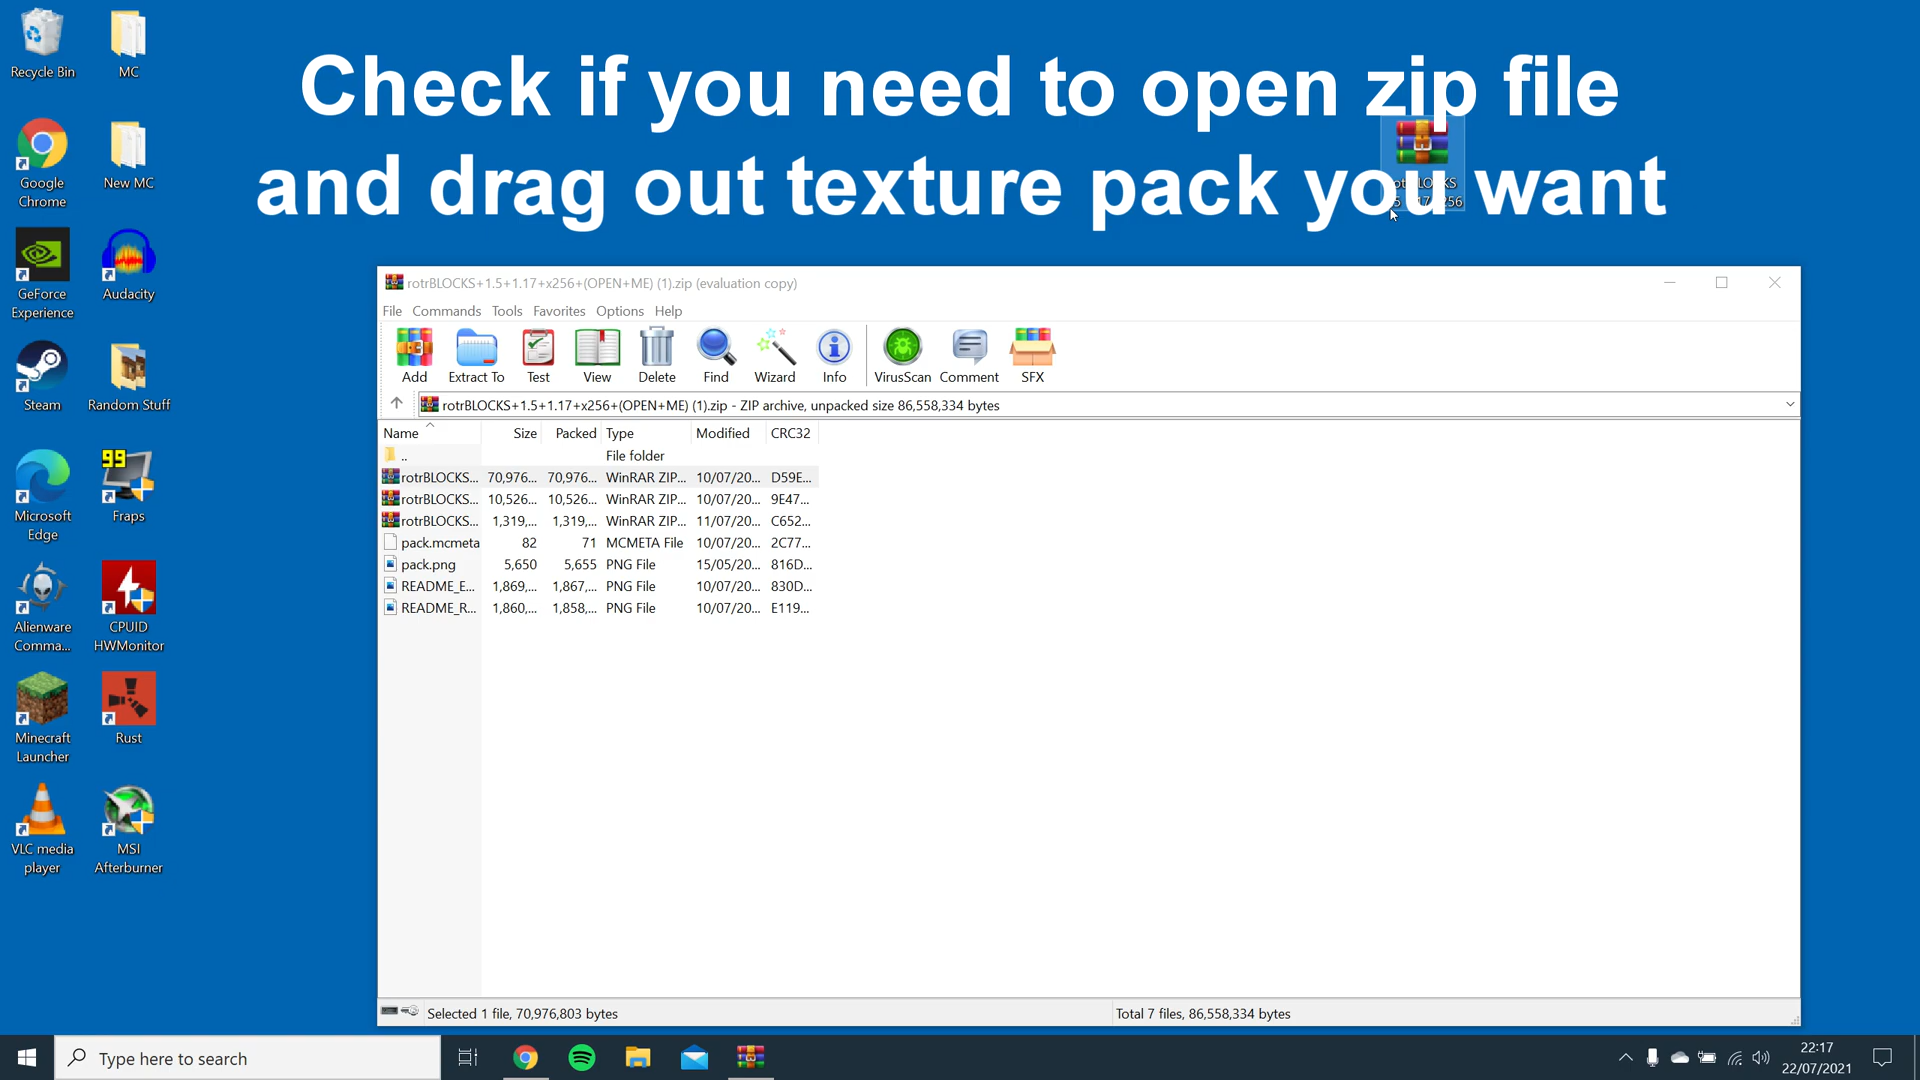 Check if you need to open zip file
and drag out texture pack you want
Recycle Bin
MC
Google
Chrome
New MC
GeForce
Experience
Audacity
Steam
Random Stuff
Microsoft
Edge
99
Fraps
Alienware
Comma...
CPUID
HWMonitor
Minecraft
Launcher
Rust
VLC media
player
MSI
Afterburner
rotrBLOCKS+1.5+1.17+x256+(OPEN+ME) (1).zip (evaluation copy)
File Commands Tools Favorites Options Help
Add Extract To Test View Delete Find Wizard Info VirusScan Comment SFX
rotrBLOCKS+1.5+1.17+x256+(OPEN+ME) (1).zip - ZIP archive, unpacked size 86,558,334 bytes
Name Size Packed Type Modified CRC32
.. File folder
rotrBLOCKS... 70,976... 70,976... WinRAR ZIP... 10/07/20... D59E...
rotrBLOCKS... 10,526... 10,526... WinRAR ZIP... 10/07/20... 9E47...
rotrBLOCKS... 1,319,... 1,319,... WinRAR ZIP... 11/07/20... C652...
pack.mcmeta 82 71 MCMETA File 10/07/20... 2C77...
pack.png 5,650 5,655 PNG File 15/05/20... 816D...
README_E... 1,869,... 1,867,... PNG File 10/07/20... 830D...
README_R... 1,860,... 1,858,... PNG File 10/07/20... E119...
Selected 1 file, 70,976,803 bytes
Total 7 files, 86,558,334 bytes
Type here to search
22:17
22/07/2021